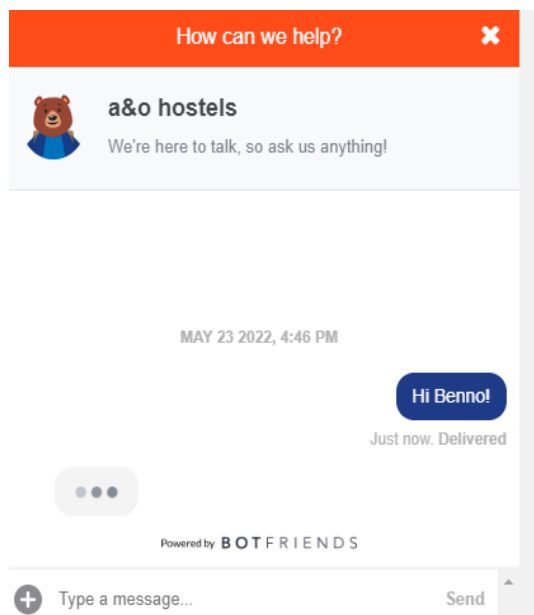 How can we help?
a&o hostels
We're here to talk, so ask us anything!
MAY 23 2022, 4:46 PM
Hi Benno!
Just now. Delivered
Powered by BOTFRIENDS
Type a message...
Send